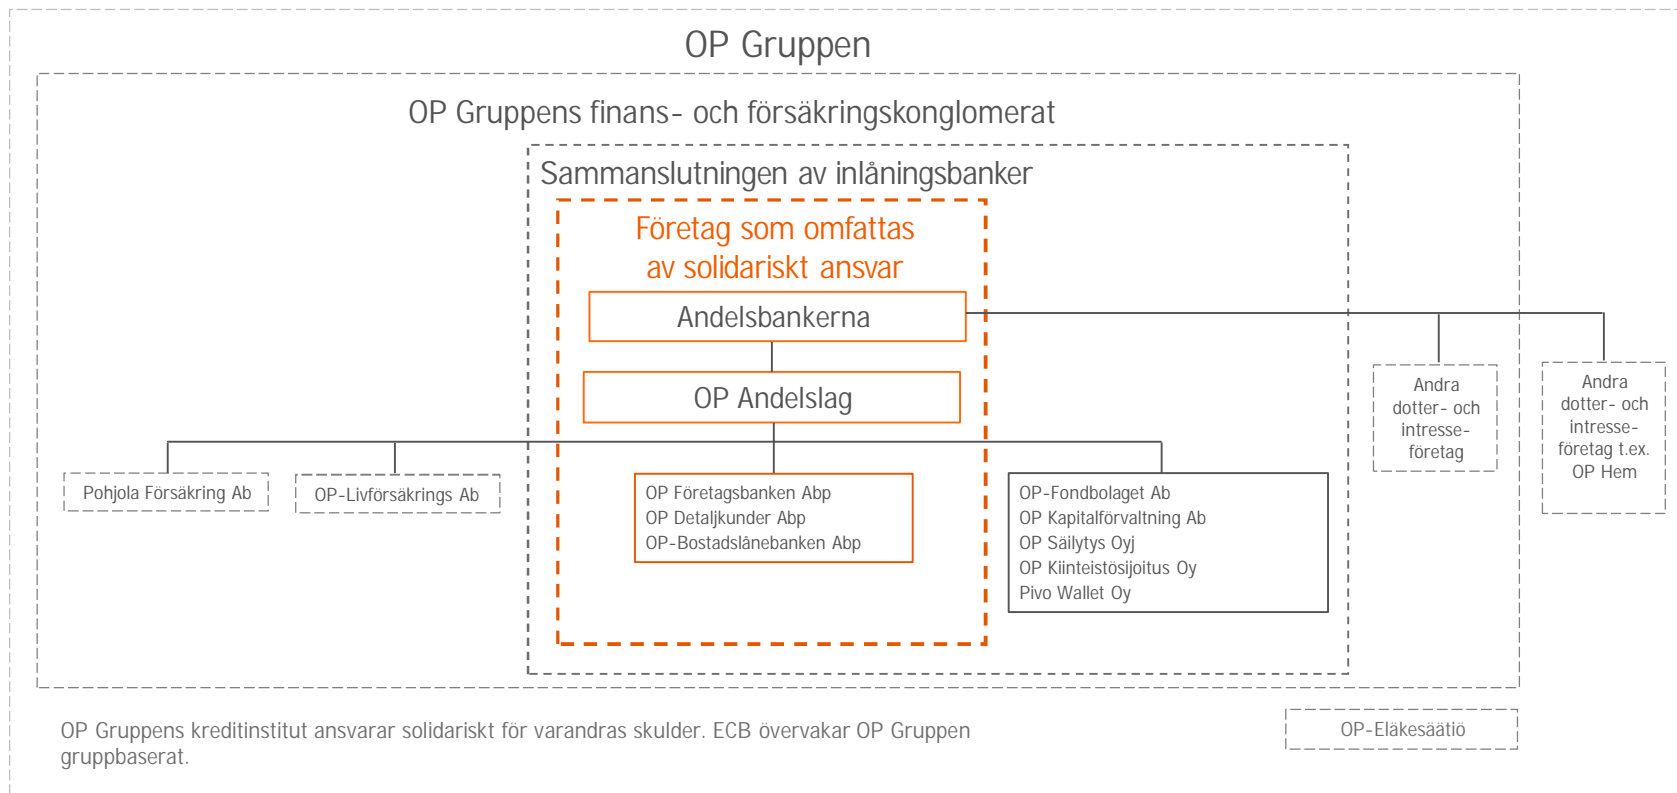 OP Gruppen
OP Gruppens finans- och försäkringskonglomerat
Sammanslutningen av inlåningsbanker
Företag som omfattas
av solidariskt ansvar
Andelsbankerna
OP Andelslag
Andra
dotter- och
intresse-
företag
Andra
dotter- och
intresse-
företag t.ex.
OP Hem
Pohjola Försäkring Ab
OP-Livförsäkrings Ab
OP Företagsbanken Abp
OP Detaljkunder Abp
OP-Bostadslånebanken Abp
OP-Fondbolaget Ab
OP Kapitalförvaltning Ab
OP Säilytys Oyj
OP Kiinteistösijoitus Oy
Pivo Wallet Oy
OP Gruppens kreditinstitut ansvarar solidariskt för varandras skulder. ECB övervakar OP Gruppen
gruppbaserat.
OP-Eläkesäätiö